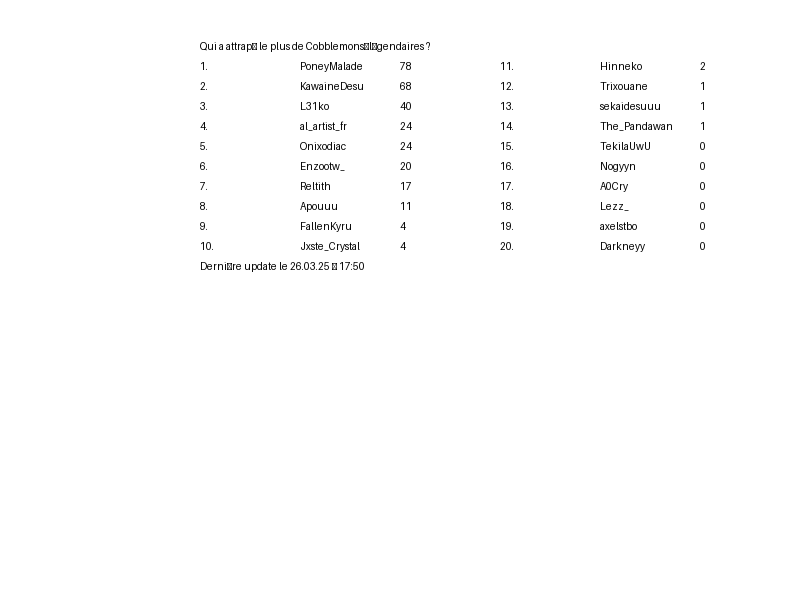 Qui a attrap▯ le plus de Cobblemons▯l▯gendaires ?
1. PoneyMalade 78 11. Hinneko 2
2. KawaineDesu 68 12. Trixouane 1
3. L31ko 40 13. sekaidesuuu 1
4. al_artist_fr 24 14. The_Pandawan 1
5. Onixodiac 24 15. TekilaUwU 0
6. Enzootw_ 20 16. Nogyyn 0
7. Reltith 17 17. A0Cry 0
8. Apouuu 11 18. Lezz_ 0
9. FallenKyru 4 19. axelstbo 0
10. Jxste_Crystal 4 20. Darkneyy 0
Derni▯re update le 26.03.25 ▯ 17:50